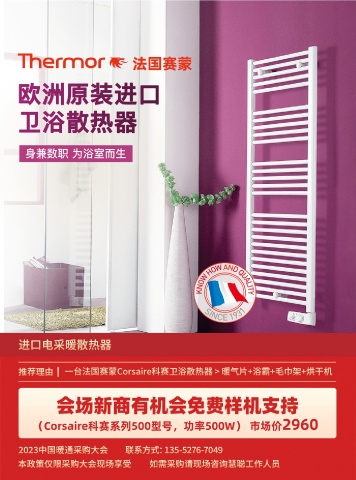 Thermor 法国赛蒙
欧洲原装进口
卫浴散热器
身兼数职 为浴室而生
KNOW HOW AND QUALITY
SINCE 1931
进口电采暖散热器
推荐理由 | 一台法国赛蒙Corsaire科赛卫浴散热器 > 暖气片+浴霸+毛巾架+烘干机
会场新商有机会免费样机支持
(Corsaire科赛系列500型号，功率500W) 市场价2960
2023中国暖通采购大会 联系方式: 135-5276-7049
本政策仅限采购大会现场享受 如需采购请现场咨询慧聪工作人员